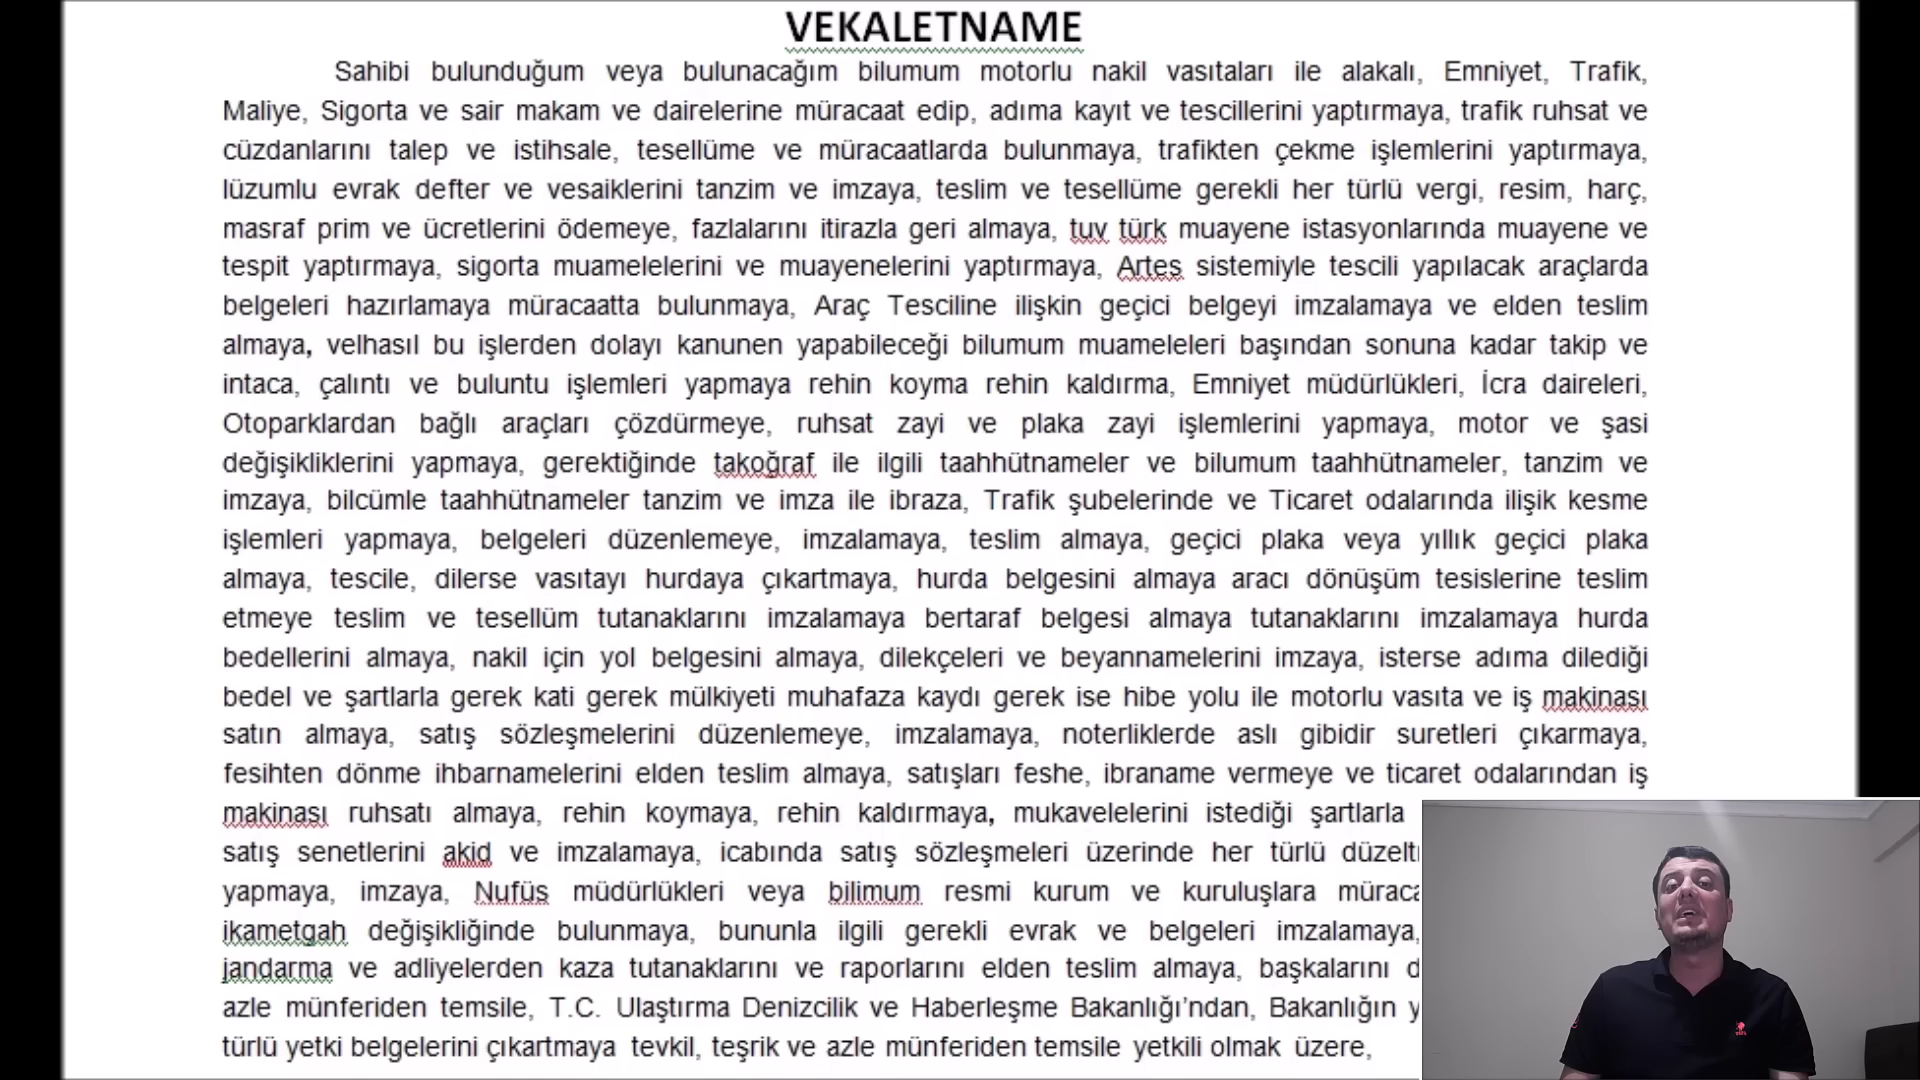 VEKALETNAME
Sahibi bulunduğum veya bulunacağım bilumum motorlu nakil vasıtaları ile alakalı, Emniyet, Trafik,
Maliye, Sigorta ve sair makam ve dairelerine müracaat edip, adıma kayıt ve tescillerini yaptırmaya, trafik ruhsat ve
cüzdanlarını talep ve istihsale, tesellüme ve müracaatlarda bulunmaya, trafikten çekme işlemlerini yaptırmaya,
lüzumlu evrak defter ve vesaiklerini tanzim ve imzaya, teslim ve tesellüme gerekli her türlü vergi, resim, harç,
masraf prim ve ücretlerini ödemeye, fazlalarını itirazla geri almaya, tuv türk muayene istasyonlarında muayene ve
tespit yaptırmaya, sigorta muamelelerini ve muayenelerini yaptırmaya, Artes sistemiyle tescili yapılacak araçlarda
belgeleri hazırlamaya müracaatta bulunmaya, Araç Tesciline ilişkin geçici belgeyi imzalamaya ve elden teslim
almaya, velhasıl bu işlerden dolayı kanunen yapabileceği bilumum muameleleri başından sonuna kadar takip ve
intaca, çalıntı ve buluntu işlemleri yapmaya rehin koyma rehin kaldırma, Emniyet müdürlükleri, İcra daireleri,
Otoparklardan bağlı araçları çözdürmeye, ruhsat zayi ve plaka zayi işlemlerini yapmaya, motor ve şasi
değişikliklerini yapmaya, gerektiğinde takoğraf ile ilgili taahhütnameler ve bilumum taahhütnameler, tanzim ve
imzaya, bilcümle taahhütnameler tanzim ve imza ile ibraza, Trafik şubelerinde ve Ticaret odalarında ilişik kesme
işlemleri yapmaya, belgeleri düzenlemeye, imzalamaya, teslim almaya, geçici plaka veya yıllık geçici plaka
almaya, tescile, dilerse vasıtayı hurdaya çıkartmaya, hurda belgesini almaya aracı dönüşüm tesislerine teslim
etmeye teslim ve tesellüm tutanaklarını imzalamaya bertaraf belgesi almaya tutanaklarını imzalamaya hurda
bedellerini almaya, nakil için yol belgesini almaya, dilekçeleri ve beyannamelerini imzaya, isterse adıma dilediği
bedel ve şartlarla gerek kati gerek mülkiyeti muhafaza kaydı gerek ise hibe yolu ile motorlu vasıta ve iş makinası
satın almaya, satış sözleşmelerini düzenlemeye, imzalamaya, noterliklerde aslı gibidir suretleri çıkarmaya,
fesihten dönme ihbarnamelerini elden teslim almaya, satışları feshe, ibraname vermeye ve ticaret odalarından iş
makinası ruhsatı almaya, rehin koymaya, rehin kaldırmaya, mukavelelerini istediği şartlarla
satış senetlerini akid ve imzalamaya, icabında satış sözleşmeleri üzerinde her türlü düzelt
yapmaya, imzaya, Nufüs müdürlükleri veya bilimum resmi kurum ve kuruluşlara müraca
ikametgah değişikliğinde bulunmaya, bununla ilgili gerekli evrak ve belgeleri imzalamaya,
jandarma ve adliyelerden kaza tutanaklarını ve raporlarını elden teslim almaya, başkalarını d
azle münferiden temsile, T.C. Ulaştırma Denizcilik ve Haberleşme Bakanlığı'ndan, Bakanlığın y
türlü yetki belgelerini çıkartmaya tevkil, teşrik ve azle münferiden temsile yetkili olmak üzere,